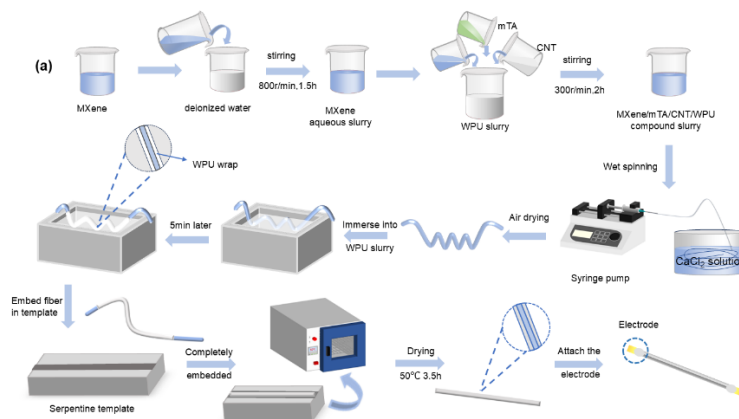 (a)
MXene
deionized water
stirring
800r/min,1.5h
MXene
aqueous slurry
mTA
CNT
WPU slurry
stirring
300r/min,2h
MXene/mTA/CNT/WPU
compound slurry
Wet spinning
WPU wrap
5min later
Immerse into
WPU slurry
Air drying
Syringe pump
CaCl₂ solution
Embed fiber
in template
Serpentine template
Completely
embedded
Drying
50℃ 3.5h
Attach the
electrode
Electrode